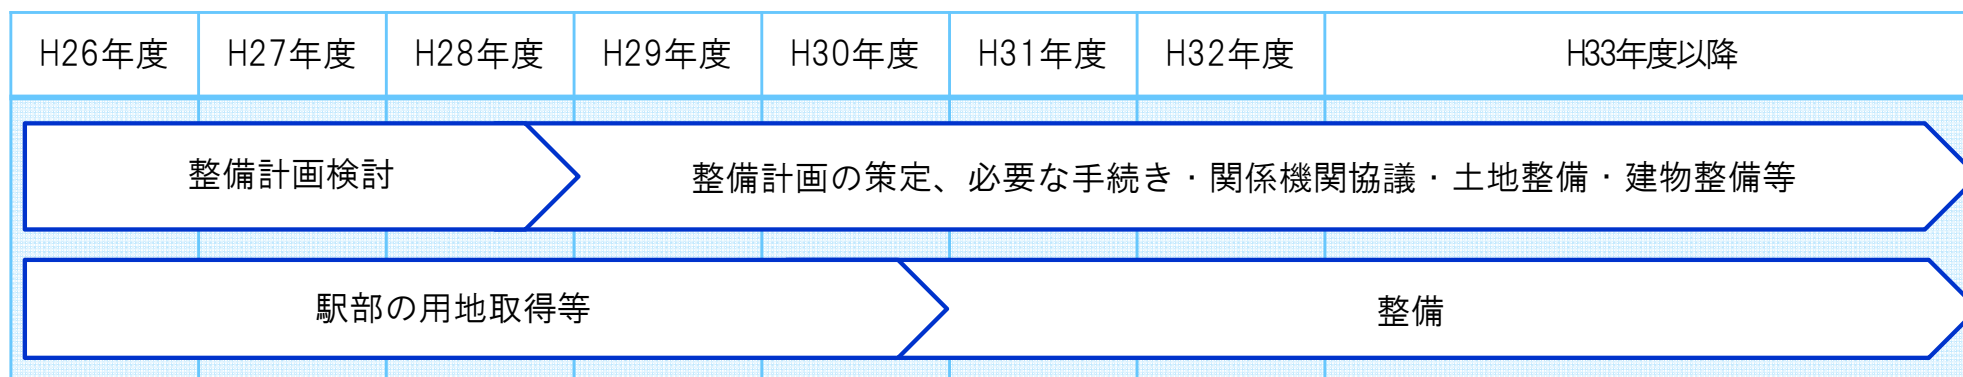 H26年度 H27年度 H28年度 H29年度 H30年度 H31年度 H32年度 H33年度以降
整備計画検討 整備計画の策定、必要な手続き・関係機関協議・土地整備・建物整備等
駅部の用地取得等 整備